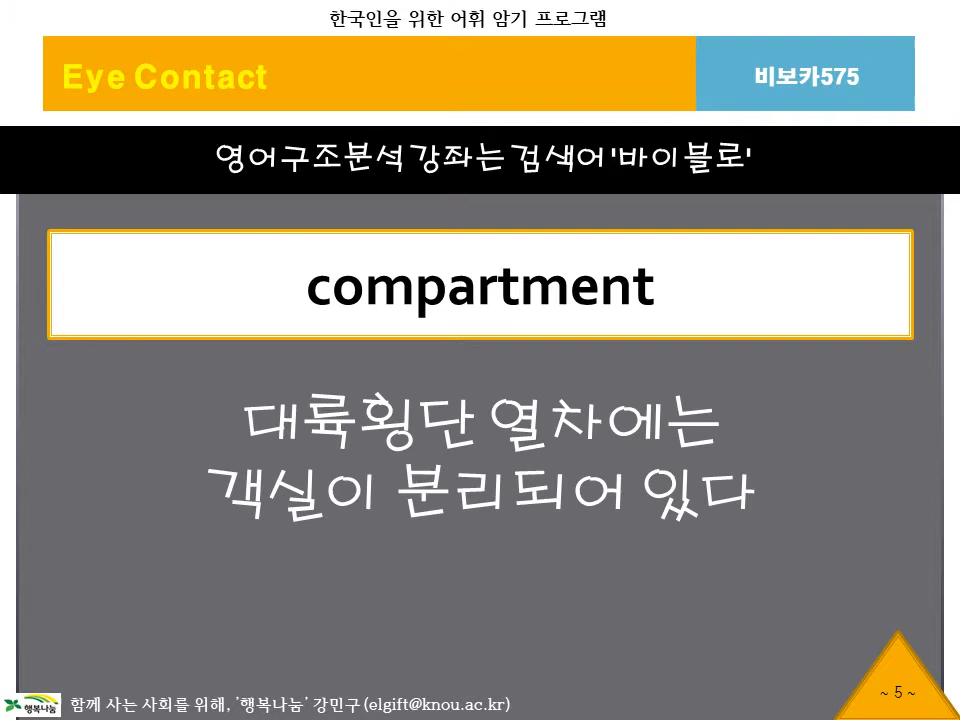 한국인을 위한 어휘 암기 프로그램
Eye Contact
비보카575
영어구조분석 강좌는 검색어 '바이블로'
compartment
대륙횡단 열차에는
객실이 분리되어 있다
~ 5 ~
행복나눔
함께 사는 사회를 위해, '행복나눔' 강민구 (elgift@knou.ac.kr)